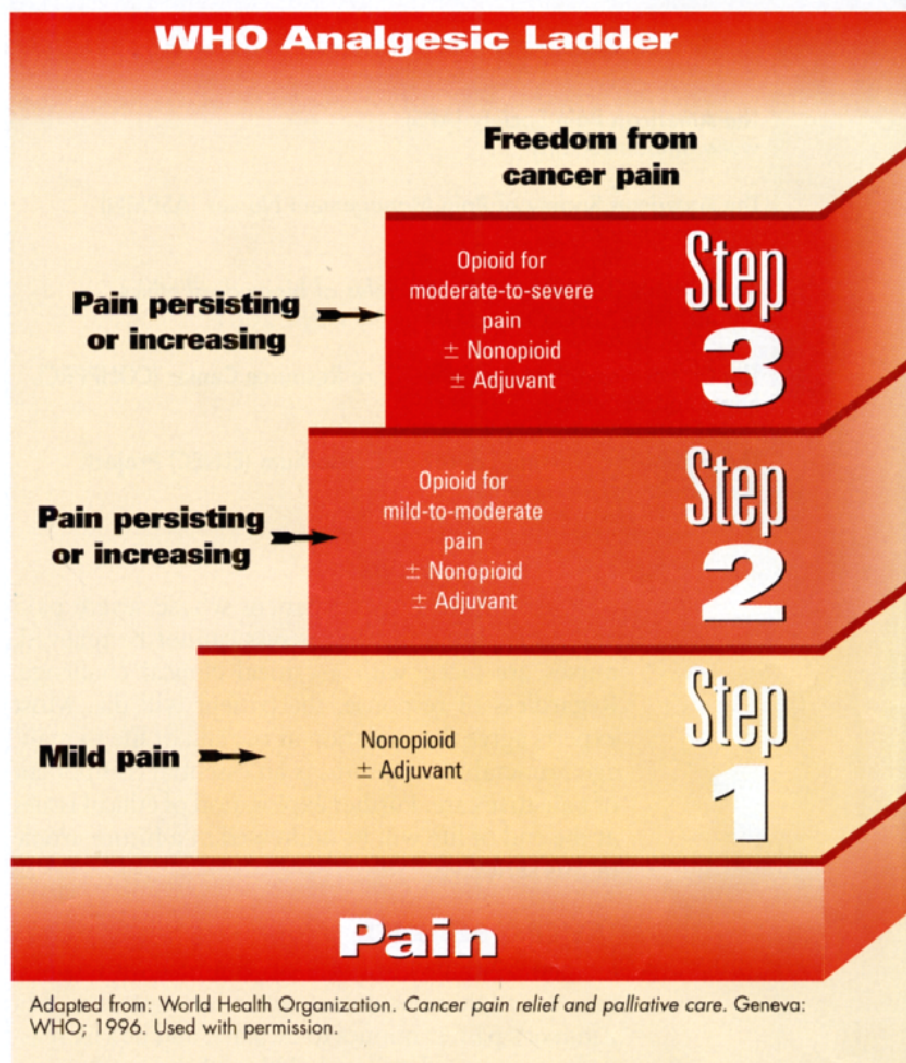 WHO Analgesic Ladder
Freedom from
cancer pain
Pain persisting
or increasing
Opioid for
moderate-to-severe
pain
± Nonopioid
± Adjuvant
Step
3
Pain persisting
or increasing
Opioid for
mild-to-moderate
pain
± Nonopioid
± Adjuvant
Step
2
Mild pain
Nonopioid
± Adjuvant
Step
1
Pain
Adapted from: World Health Organization. Cancer pain relief and palliative care. Geneva:
WHO; 1996. Used with permission.